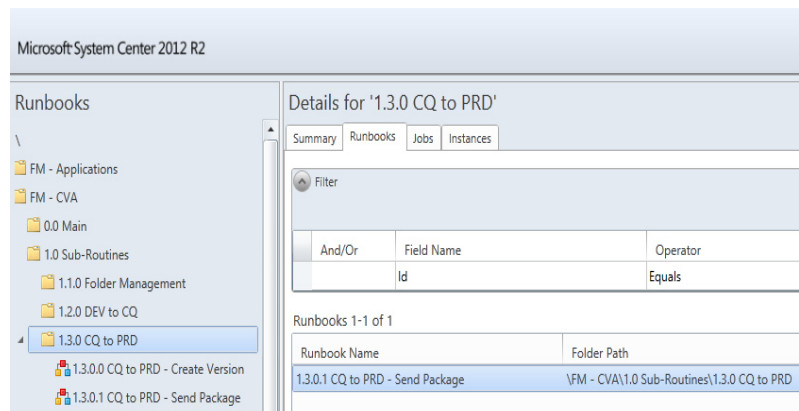 Microsoft System Center 2012 R2
Runbooks
\
FM - Applications
FM - CVA
0.0 Main
1.0 Sub-Routines
1.1.0 Folder Management
1.2.0 DEV to CQ
1.3.0 CQ to PRD
1.3.0.0 CQ to PRD - Create Version
1.3.0.1 CQ to PRD - Send Package
Details for '1.3.0 CQ to PRD'
Summary Runbooks Jobs Instances
Filter
And/Or Field Name Operator
Id Equals
Runbooks 1-1 of 1
Runbook Name Folder Path
1.3.0.1 CQ to PRD - Send Package \FM - CVA\1.0 Sub-Routines\1.3.0 CQ to PRD